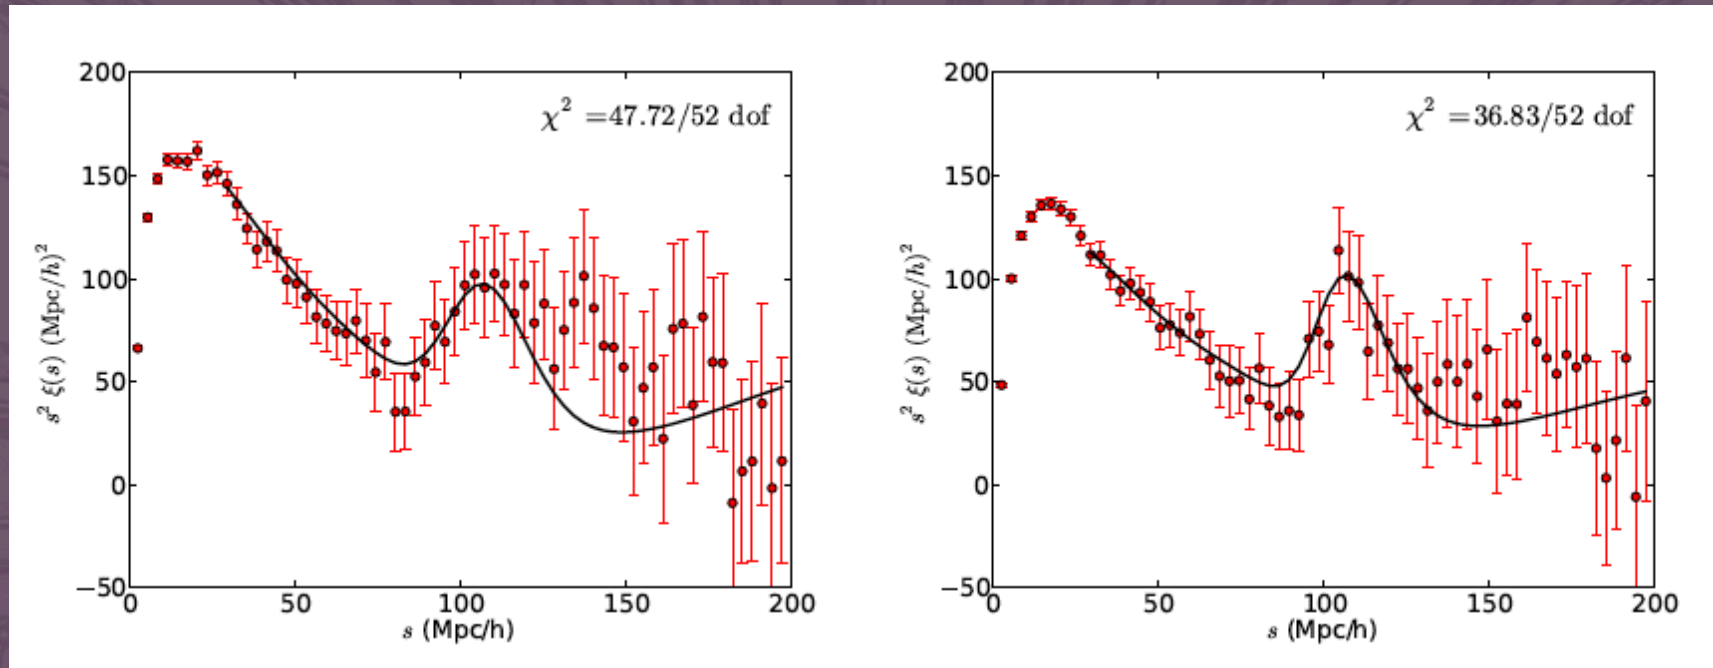 200
150
100
50
0
−50
s² ξ(s) (Mpc/h)²
χ² =47.72/52 dof
0 50 100 150 200
s (Mpc/h)
200
150
100
50
0
−50
s² ξ(s) (Mpc/h)²
χ² =36.83/52 dof
0 50 100 150 200
s (Mpc/h)